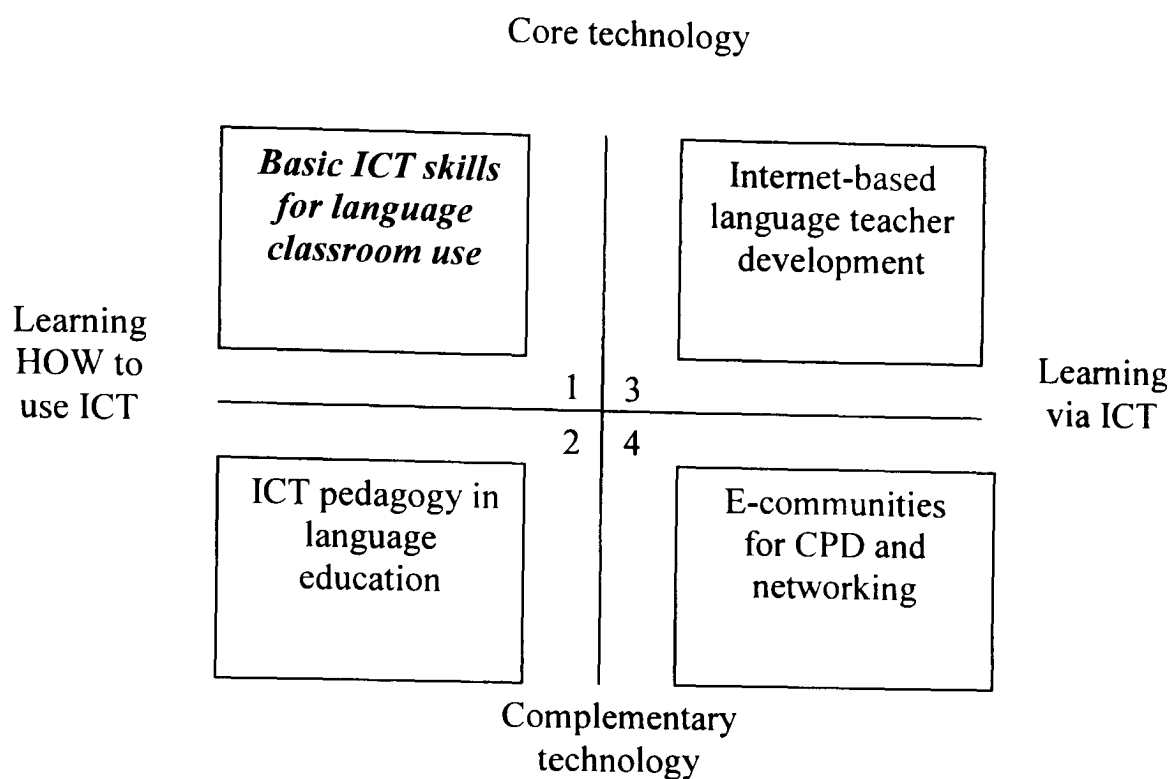 Core technology
Basic ICT skills
for language
classroom use
Internet-based
language teacher
development
Learning
HOW to
use ICT
1
3
Learning
via ICT
2
4
ICT pedagogy in
language
education
E-communities
for CPD and
networking
Complementary
technology